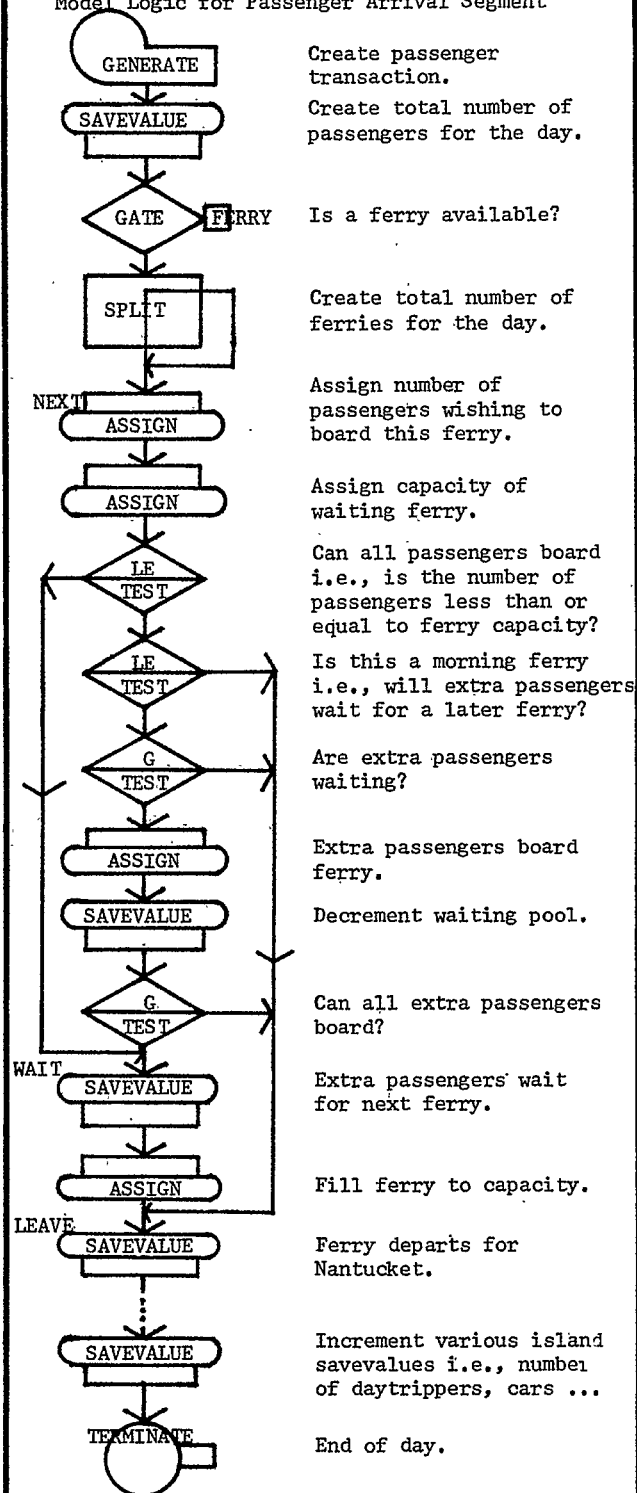 Model Logic for Passenger Arrival Segment
GENERATE
Create passenger
transaction.
SAVEVALUE
Create total number of
passengers for the day.
GATE
FERRY
Is a ferry available?
SPLIT
Create total number of
ferries for the day.
NEXT
ASSIGN
Assign number of
passengers wishing to
board this ferry.
ASSIGN
Assign capacity of
waiting ferry.
LE
TEST
Can all passengers board
i.e., is the number of
passengers less than or
equal to ferry capacity?
LE
TEST
Is this a morning ferry
i.e., will extra passengers
wait for a later ferry?
G
TEST
Are extra passengers
waiting?
ASSIGN
Extra passengers board
ferry.
SAVEVALUE
Decrement waiting pool.
G
TEST
Can all extra passengers
board?
WAIT
SAVEVALUE
Extra passengers wait
for next ferry.
ASSIGN
Fill ferry to capacity.
LEAVE
SAVEVALUE
Ferry departs for
Nantucket.
SAVEVALUE
Increment various island
savevalues i.e., number
of daytrippers, cars ...
TERMINATE
End of day.